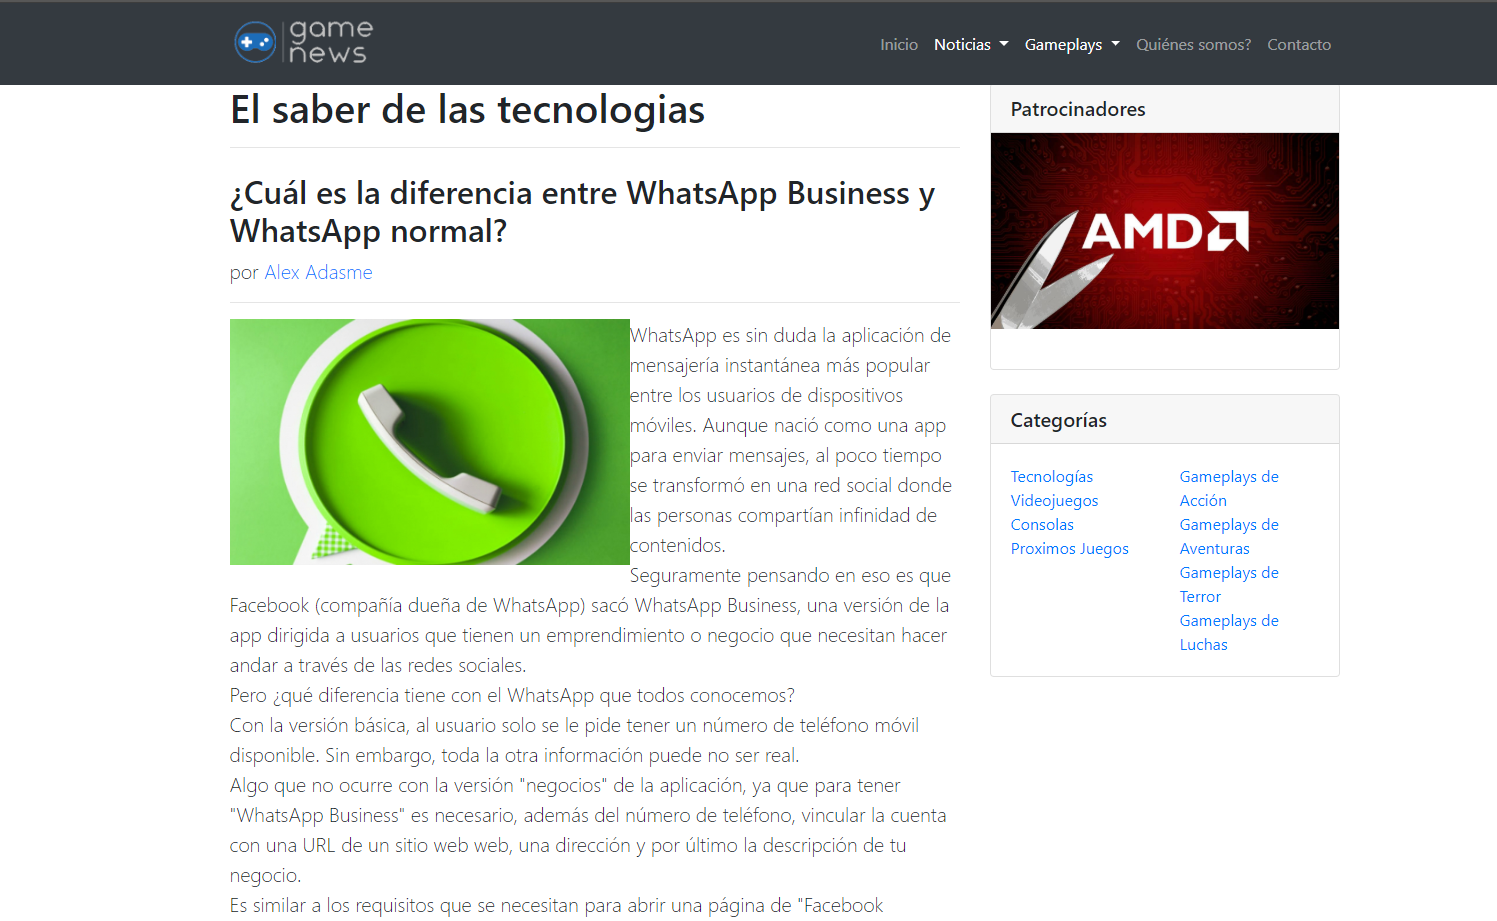 game
news
Inicio Noticias Gameplays Quiénes somos? Contacto
El saber de las tecnologias
¿Cuál es la diferencia entre WhatsApp Business y
WhatsApp normal?
por Alex Adasme
WhatsApp es sin duda la aplicación de
mensajería instantánea más popular
entre los usuarios de dispositivos
móviles. Aunque nació como una app
para enviar mensajes, al poco tiempo
se transformó en una red social donde
las personas compartían infinidad de
contenidos.
Seguramente pensando en eso es que
Facebook (compañía dueña de WhatsApp) sacó WhatsApp Business, una versión de la
app dirigida a usuarios que tienen un emprendimiento o negocio que necesitan hacer
andar a través de las redes sociales.
Pero ¿qué diferencia tiene con el WhatsApp que todos conocemos?
Con la versión básica, al usuario solo se le pide tener un número de teléfono móvil
disponible. Sin embargo, toda la otra información puede no ser real.
Algo que no ocurre con la versión "negocios" de la aplicación, ya que para tener
"WhatsApp Business" es necesario, además del número de teléfono, vincular la cuenta
con una URL de un sitio web web, una dirección y por último la descripción de tu
negocio.
Es similar a los requisitos que se necesitan para abrir una página de "Facebook
Patrocinadores
AMD
Categorías
Tecnologías
Videojuegos
Consolas
Proximos Juegos
Gameplays de
Acción
Gameplays de
Aventuras
Gameplays de
Terror
Gameplays de
Luchas